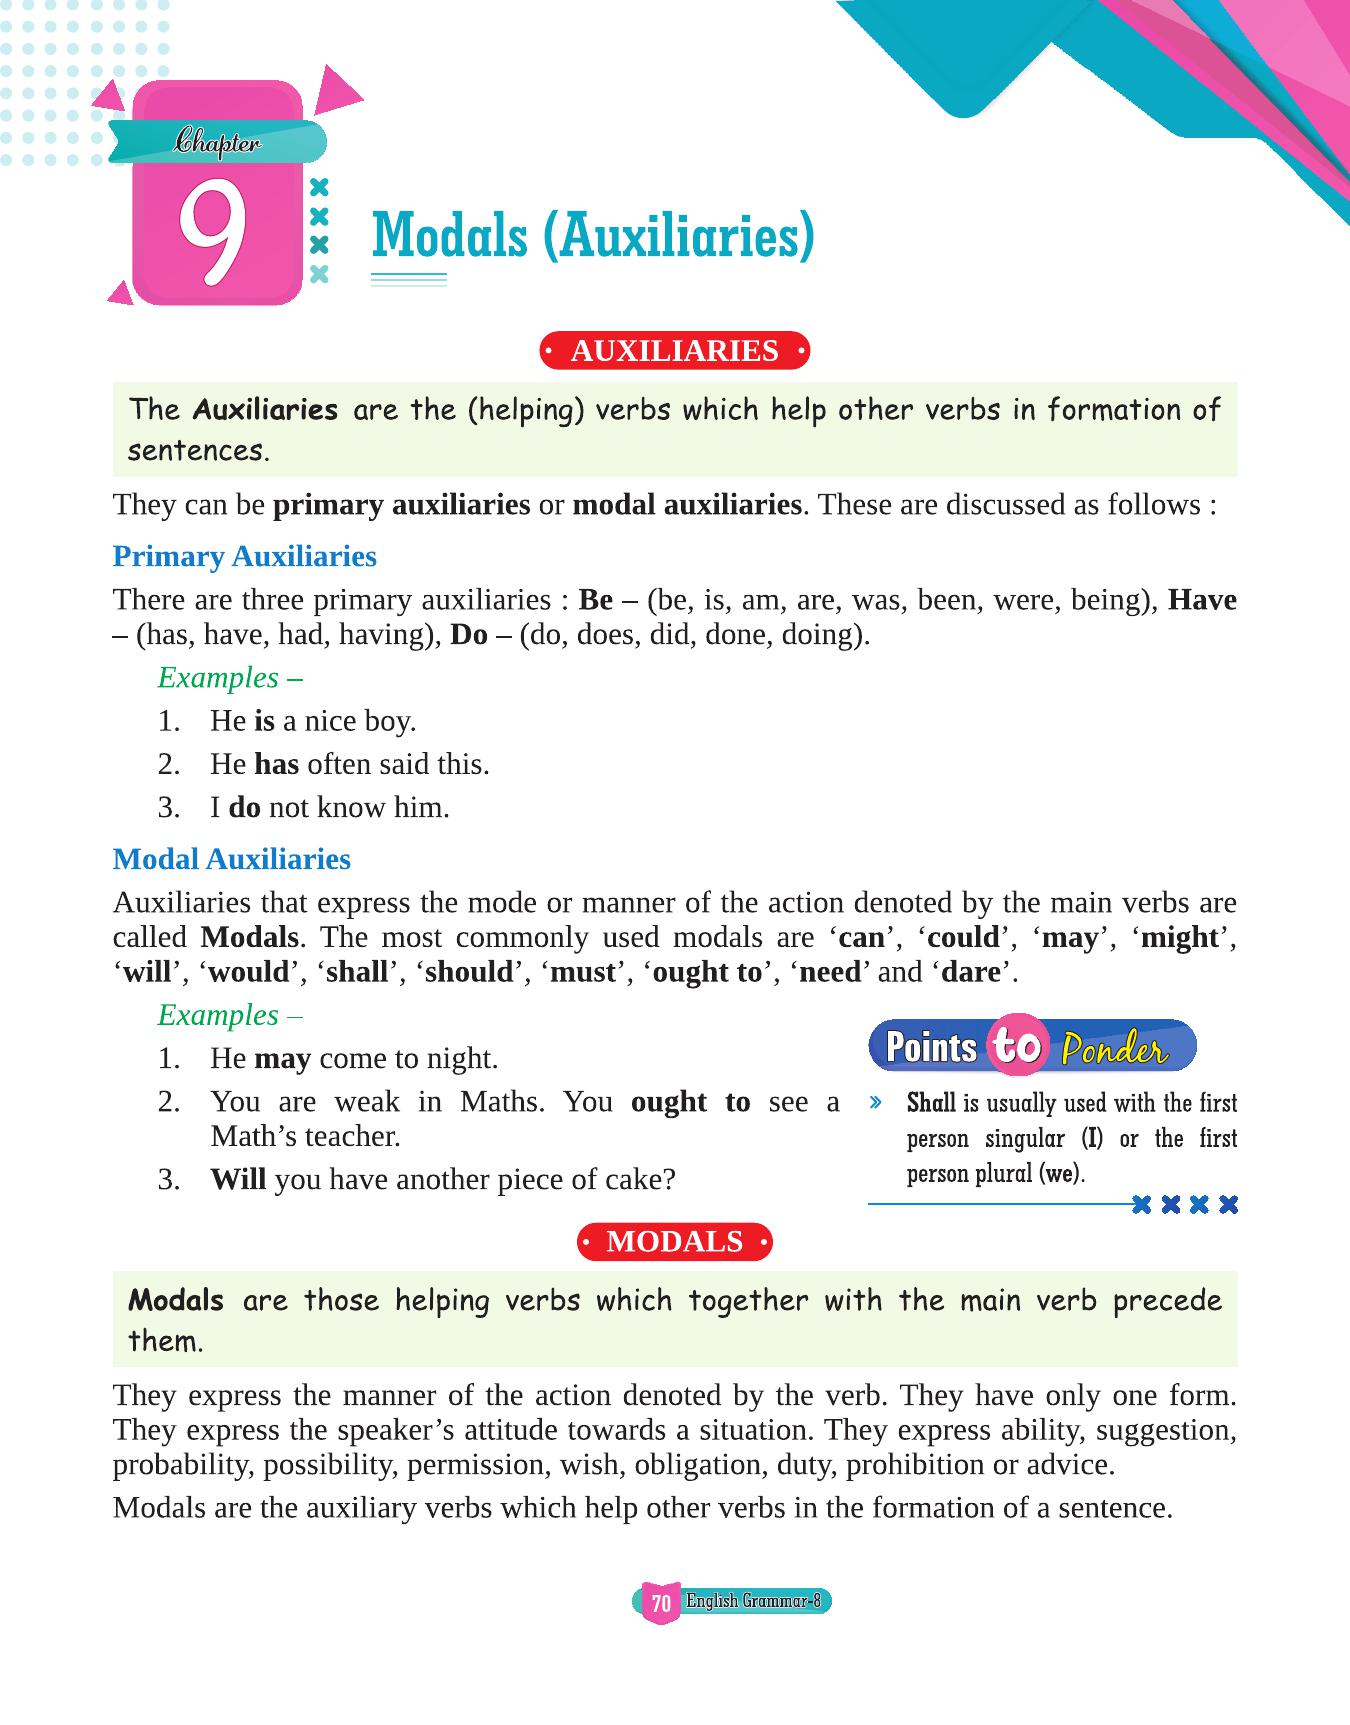 Chapter
9
Modals (Auxiliaries)
AUXILIARIES
The Auxiliaries are the (helping) verbs which help other verbs in formation of
sentences.
They can be primary auxiliaries or modal auxiliaries. These are discussed as follows :
Primary Auxiliaries
There are three primary auxiliaries : Be – (be, is, am, are, was, been, were, being), Have
– (has, have, had, having), Do – (do, does, did, done, doing).
Examples –
1. He is a nice boy.
2. He has often said this.
3. I do not know him.
Modal Auxiliaries
Auxiliaries that express the mode or manner of the action denoted by the main verbs are
called Modals. The most commonly used modals are ‘can’, ‘could’, ‘may’, ‘might’,
‘will’, ‘would’, ‘shall’, ‘should’, ‘must’, ‘ought to’, ‘need’ and ‘dare’.
Examples –
1. He may come to night.
2. You are weak in Maths. You ought to see a
Math’s teacher.
3. Will you have another piece of cake?
Points to Ponder
» Shall is usually used with the first
person singular (I) or the first
person plural (we).
MODALS
Modals are those helping verbs which together with the main verb precede
them.
They express the manner of the action denoted by the verb. They have only one form.
They express the speaker’s attitude towards a situation. They express ability, suggestion,
probability, possibility, permission, wish, obligation, duty, prohibition or advice.
Modals are the auxiliary verbs which help other verbs in the formation of a sentence.
70 English Grammar-8